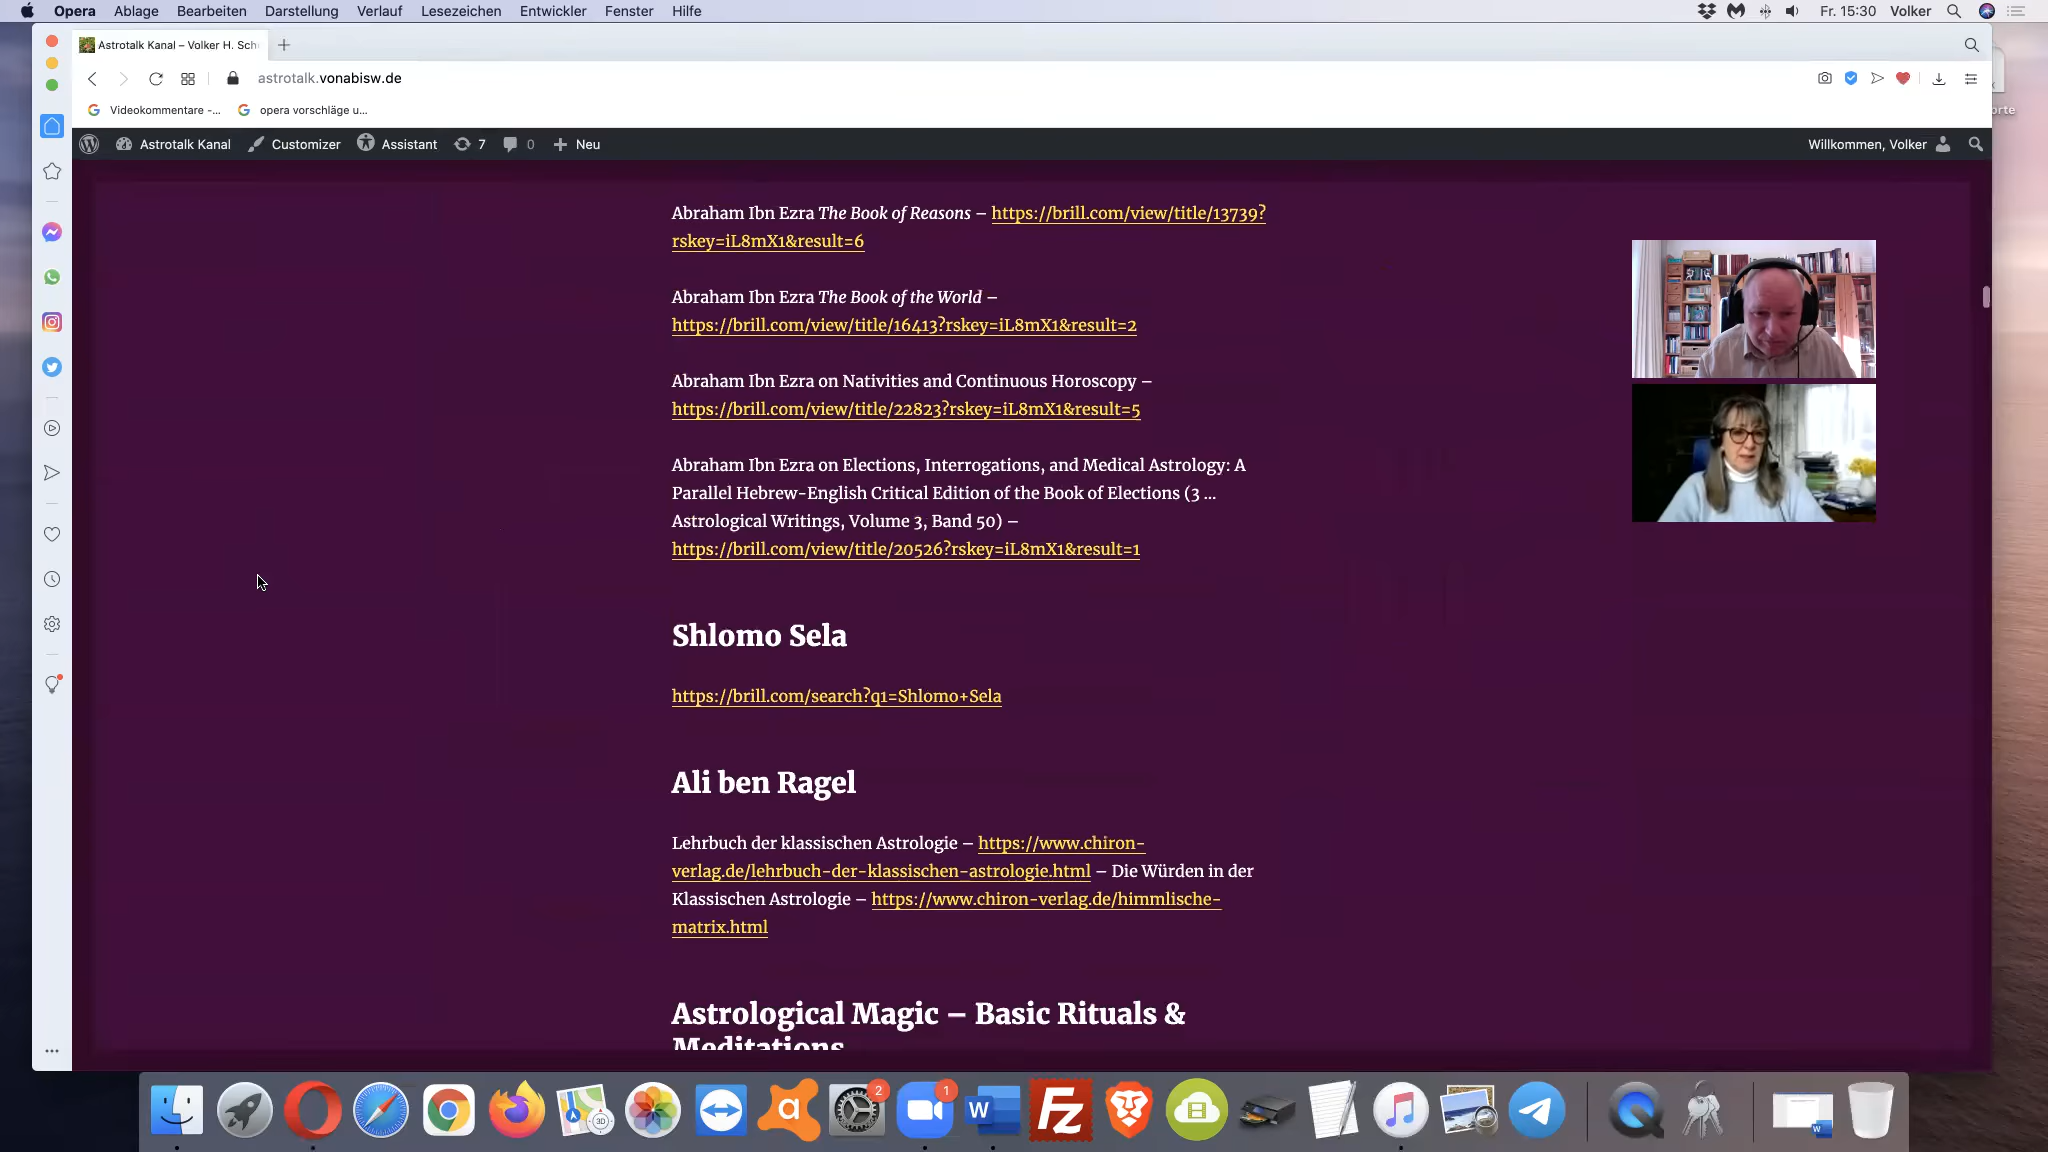 Opera Ablage Bearbeiten Darstellung Verlauf Lesezeichen Entwickler Fenster Hilfe
Fr. 15:30 Volker
Astrotalk Kanal – Volker H. Sch
astrotalk.vonabisw.de
Videokommentare -...
opera vorschläge u...
Astrotalk Kanal Customizer Assistant 7 0 Neu
Willkommen, Volker
orte
Abraham Ibn Ezra The Book of Reasons – https://brill.com/view/title/13739?
rskey=iL8mX1&result=6
Abraham Ibn Ezra The Book of the World –
https://brill.com/view/title/16413?rskey=iL8mX1&result=2
Abraham Ibn Ezra on Nativities and Continuous Horoscopy –
https://brill.com/view/title/22823?rskey=iL8mX1&result=5
Abraham Ibn Ezra on Elections, Interrogations, and Medical Astrology: A
Parallel Hebrew-English Critical Edition of the Book of Elections (3 ...
Astrological Writings, Volume 3, Band 50) –
https://brill.com/view/title/20526?rskey=iL8mX1&result=1
Shlomo Sela
https://brill.com/search?q1=Shlomo+Sela
Ali ben Ragel
Lehrbuch der klassischen Astrologie – https://www.chiron-
verlag.de/lehrbuch-der-klassischen-astrologie.html – Die Würden in der
Klassischen Astrologie – https://www.chiron-verlag.de/himmlische-
matrix.html
Astrological Magic – Basic Rituals &
Meditations
2
1
W
FZ
3D
a